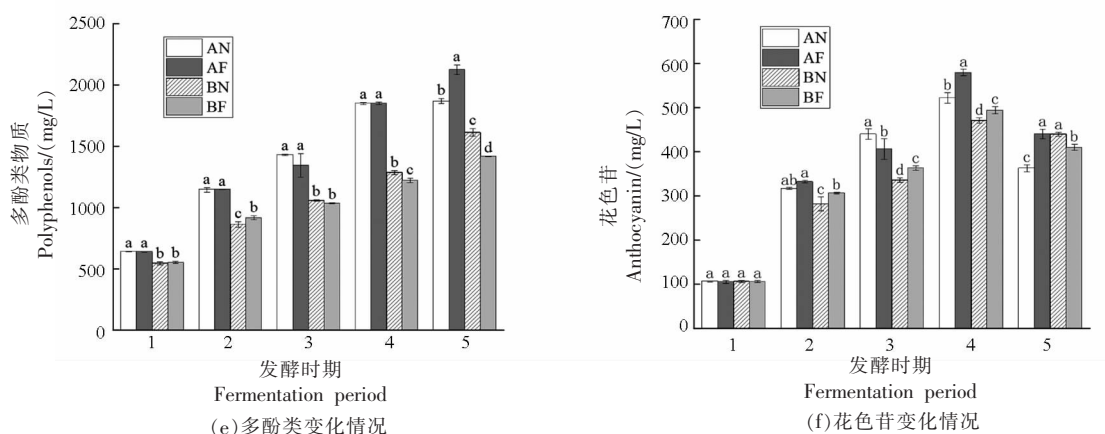 2500
2000
1500
1000
500
0
多酚类物质
Polyphenols/(mg/L)
AN
AF
BN
BF
a a b b
a a c b
a a b b
a a b c
b a c d
1 2 3 4 5
发酵时期
Fermentation period
(e)多酚类变化情况
700
600
500
400
300
200
100
0
花色苷
Anthocyanin/(mg/L)
AN
AF
BN
BF
a a a a
ab a c b
a b d c
b a d c
c a a b
1 2 3 4 5
发酵时期
Fermentation period
(f)花色苷变化情况